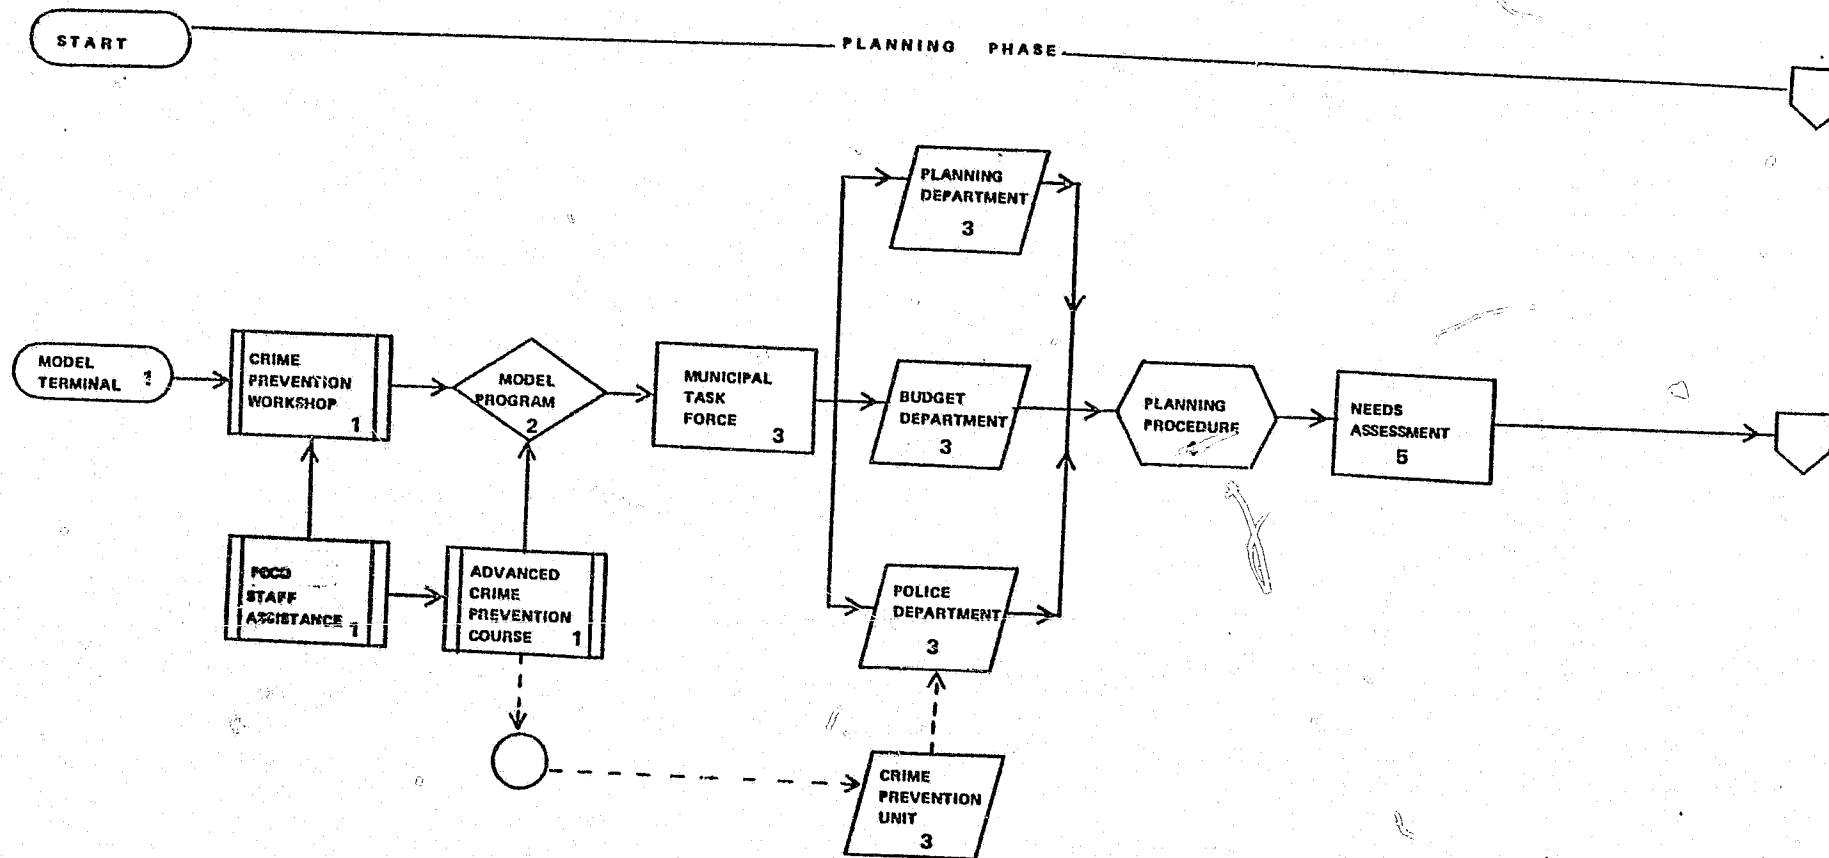 START
PLANNING PHASE
PLANNING
DEPARTMENT
3
MODEL
TERMINAL 1
CRIME
PREVENTION
WORKSHOP
1
MODEL
PROGRAM
2
MUNICIPAL
TASK
FORCE
3
BUDGET
DEPARTMENT
3
PLANNING
PROCEDURE
NEEDS
ASSESSMENT
5
STAFF
ASSISTANCE 1
ADVANCED
CRIME
PREVENTION
COURSE 1
POLICE
DEPARTMENT
3
CRIME
PREVENTION
UNIT
3